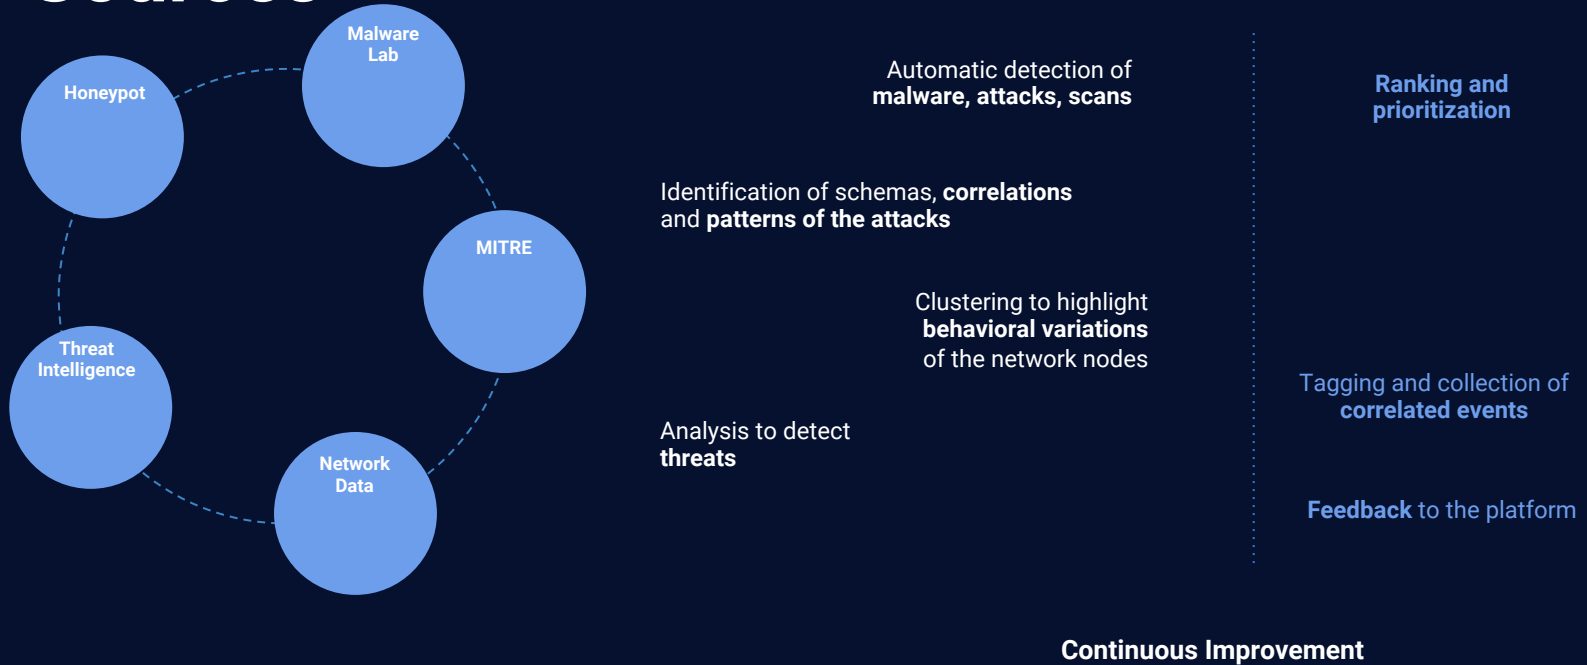 Malware
Lab
Honeypot
MITRE
Threat
Intelligence
Network
Data
Automatic detection of
malware, attacks, scans
Identification of schemas, correlations
and patterns of the attacks
Clustering to highlight
behavioral variations
of the network nodes
Analysis to detect
threats
Ranking and
prioritization
Tagging and collection of
correlated events
Feedback to the platform
Continuous Improvement